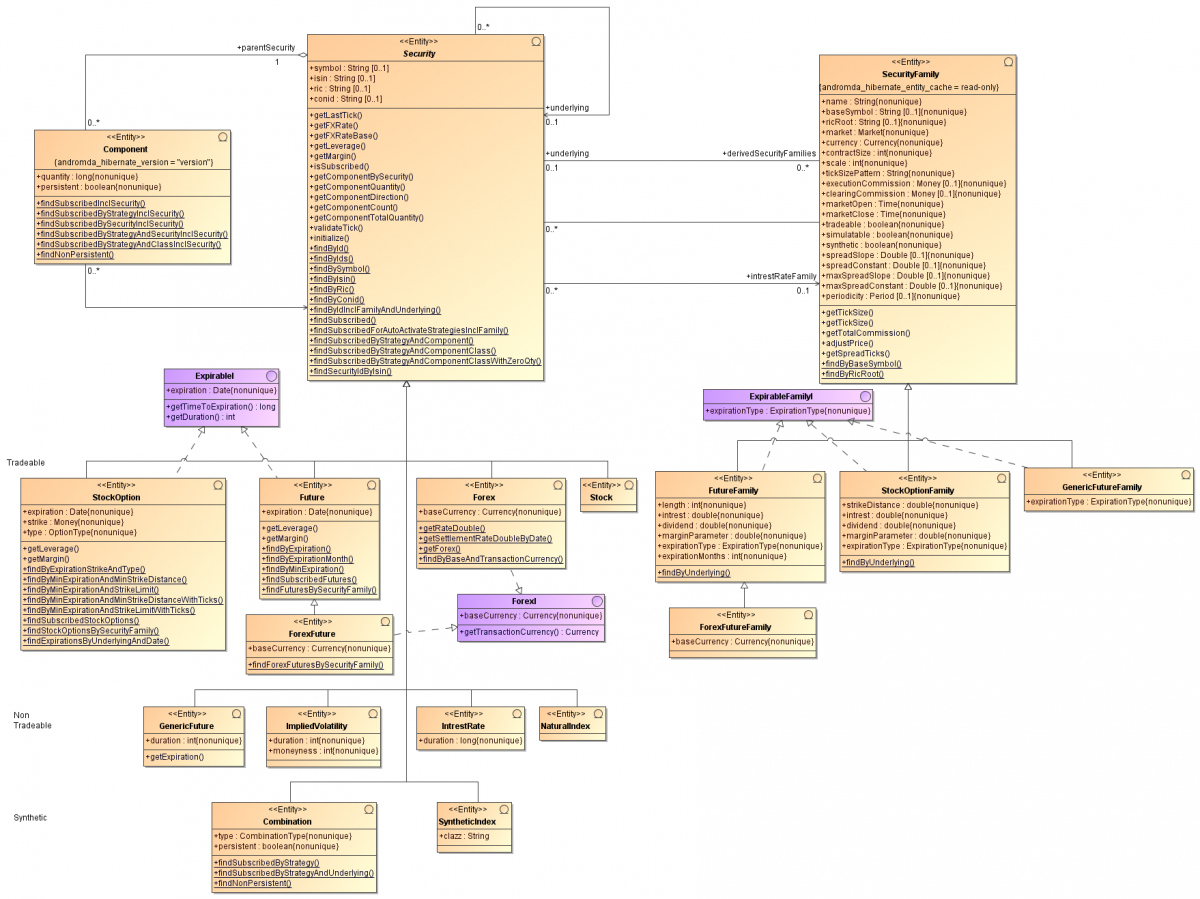 0..*
+parentSecurity
1
0..*
<<Entity>>
Security
+symbol : String [0..1]
+isin : String [0..1]
+ric : String [0..1]
+conid : String [0..1]
+getLastTick()
+getFXRate()
+getFXRateBase()
+getLeverage()
+getMargin()
+isSubscribed()
+getComponentBySecurity()
+getComponentQuantity()
+getComponentDirection()
+getComponentCount()
+getComponentTotalQuantity()
+validateTick()
+initialize()
+findById()
+findByIds()
+findBySymbol()
+findByIsin()
+findByRic()
+findByConid()
+findByIdInclFamilyAndUnderlying()
+findSubscribed()
+findSubscribedForAutoActivateStrategiesInclFamily()
+findSubscribedByStrategyAndComponent()
+findSubscribedByStrategyAndComponentClass()
+findSubscribedByStrategyAndComponentClassWithZeroQty()
+findSecurityIdByIsin()
<<Entity>>
Component
{andromda_hibernate_version = "version"}
+quantity : long{nonunique}
+persistent : boolean{nonunique}
+findSubscribedInclSecurity()
+findSubscribedByStrategyInclSecurity()
+findSubscribedBySecurityInclSecurity()
+findSubscribedByStrategyAndSecurityInclSecurity()
+findSubscribedByStrategyAndClassInclSecurity()
+findNonPersistent()
0..*
+underlying
0..1
+underlying
0..1
+derivedSecurityFamilies
0..*
0..*
+intrestRateFamily
0..*
0..1
<<Entity>>
SecurityFamily
{andromda_hibernate_entity_cache = read-only}
+name : String{nonunique}
+baseSymbol : String [0..1]{nonunique}
+ricRoot : String [0..1]{nonunique}
+market : Market{nonunique}
+currency : Currency{nonunique}
+contractSize : int{nonunique}
+scale : int{nonunique}
+tickSizePattern : String{nonunique}
+executionCommission : Money [0..1]{nonunique}
+clearingCommission : Money [0..1]{nonunique}
+marketOpen : Time{nonunique}
+marketClose : Time{nonunique}
+tradeable : boolean{nonunique}
+simulatable : boolean{nonunique}
+synthetic : boolean{nonunique}
+spreadSlope : Double [0..1]{nonunique}
+spreadConstant : Double [0..1]{nonunique}
+maxSpreadSlope : Double [0..1]{nonunique}
+maxSpreadConstant : Double [0..1]{nonunique}
+periodicity : Period [0..1]{nonunique}
+getTickSize()
+getTickSize()
+getTotalCommission()
+adjustPrice()
+getSpreadTicks()
+findByBaseSymbol()
+findByRicRoot()
ExpirableI
+expiration : Date{nonunique}
+getTimeToExpiration() : long
+getDuration() : int
ExpirableFamilyI
+expirationType : ExpirationType{nonunique}
Tradeable
<<Entity>>
StockOption
+expiration : Date{nonunique}
+strike : Money{nonunique}
+type : OptionType{nonunique}
+getLeverage()
+getMargin()
+findByExpirationStrikeAndType()
+findByMinExpirationAndMinStrikeDistance()
+findByMinExpirationAndStrikeLimit()
+findByMinExpirationAndMinStrikeDistanceWithTicks()
+findByMinExpirationAndStrikeLimitWithTicks()
+findSubscribedStockOptions()
+findStockOptionsBySecurityFamily()
+findExpirationsByUnderlyingAndDate()
<<Entity>>
Future
+expiration : Date{nonunique}
+getLeverage()
+getMargin()
+findByExpiration()
+findByExpirationMonth()
+findByMinExpiration()
+findSubscribedFutures()
+findFuturesBySecurityFamily()
<<Entity>>
Forex
+baseCurrency : Currency{nonunique}
+getRateDouble()
+getSettlementRateDoubleByDate()
+getForex()
+findByBaseAndTransactionCurrency()
<<Entity>>
Stock
<<Entity>>
FutureFamily
+length : int{nonunique}
+intrest : double{nonunique}
+dividend : double{nonunique}
+marginParameter : double{nonunique}
+expirationType : ExpirationType{nonunique}
+expirationMonths : int{nonunique}
+findByUnderlying()
<<Entity>>
StockOptionFamily
+strikeDistance : double{nonunique}
+intrest : double{nonunique}
+dividend : double{nonunique}
+marginParameter : double{nonunique}
+expirationType : ExpirationType{nonunique}
+findByUnderlying()
<<Entity>>
GenericFutureFamily
+expirationType : ExpirationType{nonunique}
ForexI
+baseCurrency : Currency{nonunique}
+getTransactionCurrency() : Currency
<<Entity>>
ForexFuture
+baseCurrency : Currency{nonunique}
+findForexFuturesBySecurityFamily()
<<Entity>>
ForexFutureFamily
+baseCurrency : Currency{nonunique}
Non
Tradeable
<<Entity>>
GenericFuture
+duration : int{nonunique}
+getExpiration()
<<Entity>>
ImpliedVolatility
+duration : int{nonunique}
+moneyness : int{nonunique}
<<Entity>>
IntrestRate
+duration : long{nonunique}
<<Entity>>
NaturalIndex
Synthetic
<<Entity>>
Combination
+type : CombinationType{nonunique}
+persistent : boolean{nonunique}
+findSubscribedByStrategy()
+findSubscribedByStrategyAndUnderlying()
+findNonPersistent()
<<Entity>>
SyntheticIndex
+clazz : String